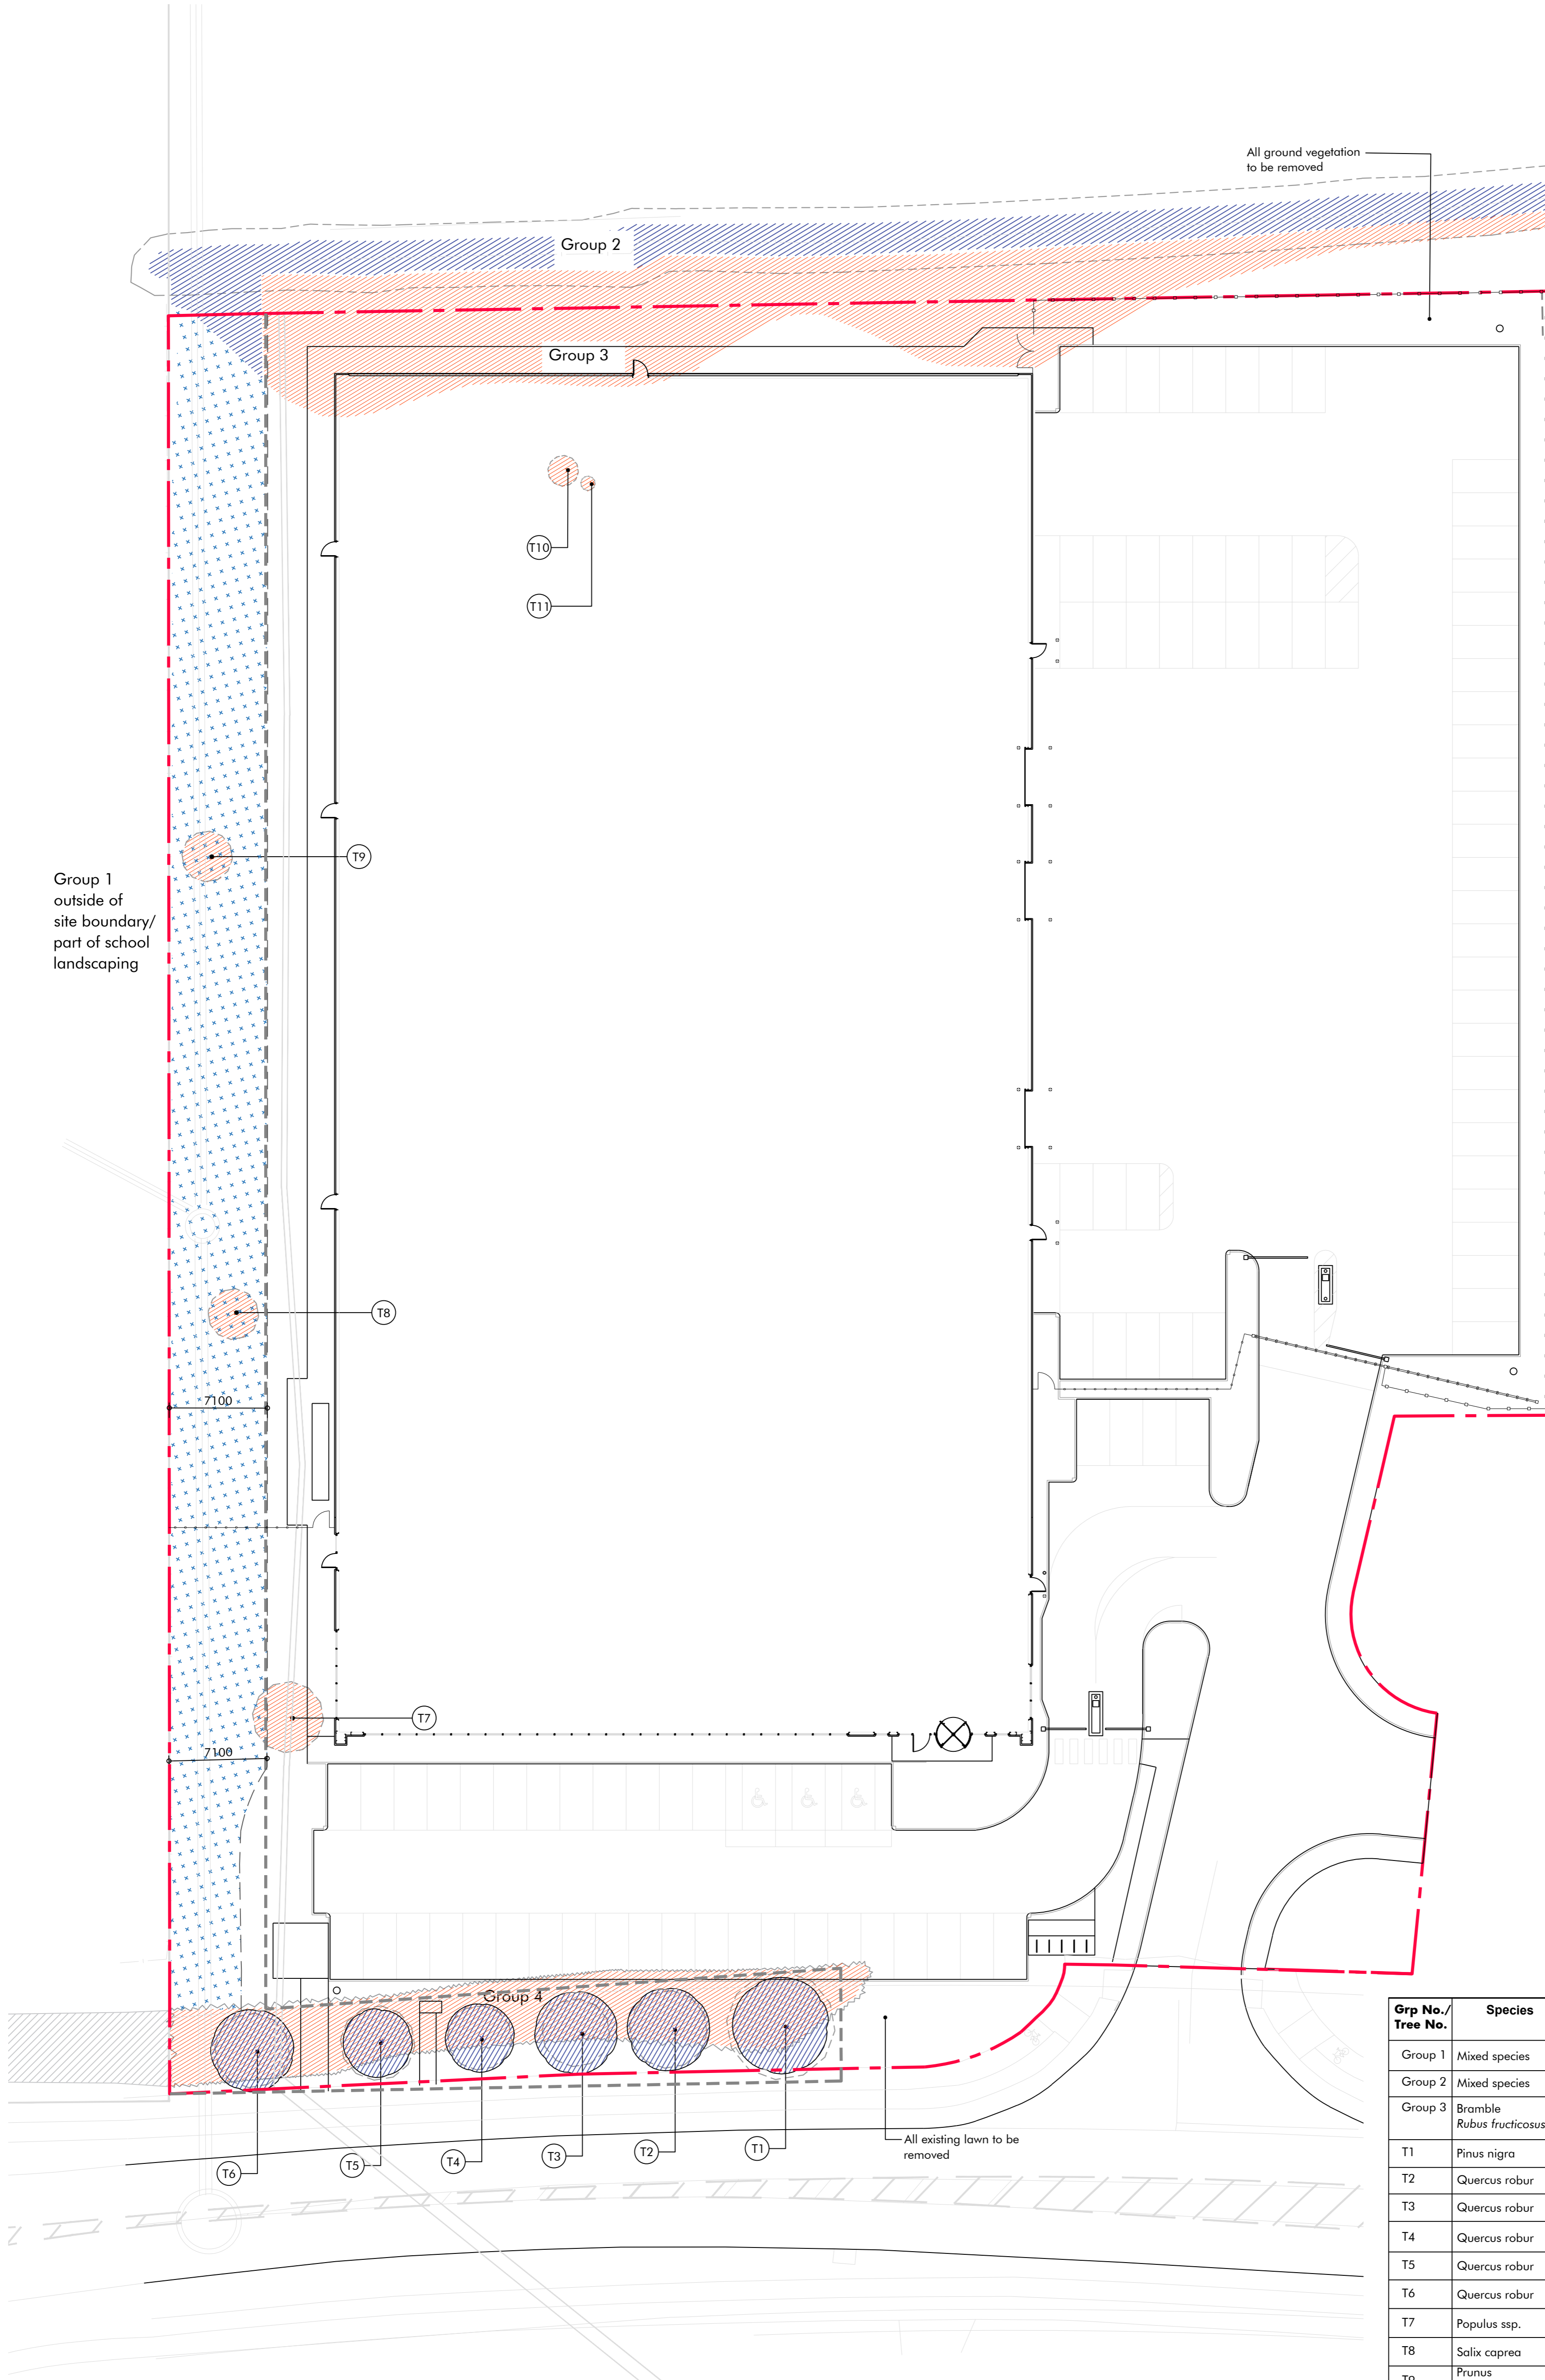 All ground vegetation
to be removed
Group 2
Group 3
T10
T11
T9
Group 1
outside of
site boundary/
part of school
landscaping
T8
7100
T7
7100
Group 4
All existing lawn to be
removed
T1
T2
T3
T4
T5
T6
Grp No./ Species
Tree No.
Group 1 Mixed species
Group 2 Mixed species
Group 3 Bramble
Rubus fructicosus
T1 Pinus nigra
T2 Quercus robur
T3 Quercus robur
T4 Quercus robur
T5 Quercus robur
T6 Quercus robur
T7 Populus ssp.
T8 Salix caprea
T9 Prunus